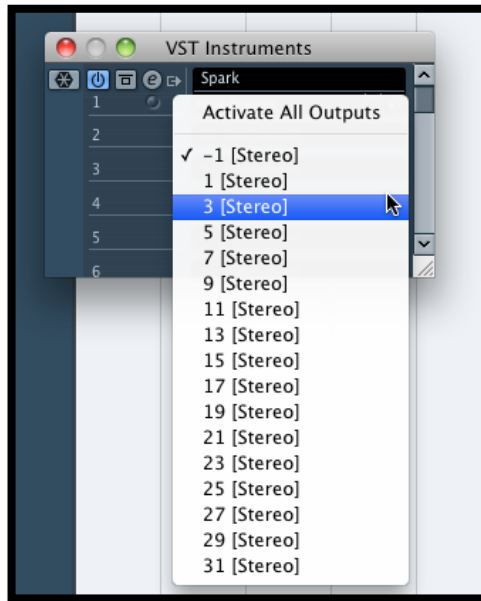 VST Instruments
e Spark
1
2
3
4
5
6
Activate All Outputs
✓ -1 [Stereo]
1 [Stereo]
3 [Stereo]
5 [Stereo]
7 [Stereo]
9 [Stereo]
11 [Stereo]
13 [Stereo]
15 [Stereo]
17 [Stereo]
19 [Stereo]
21 [Stereo]
23 [Stereo]
25 [Stereo]
27 [Stereo]
29 [Stereo]
31 [Stereo]